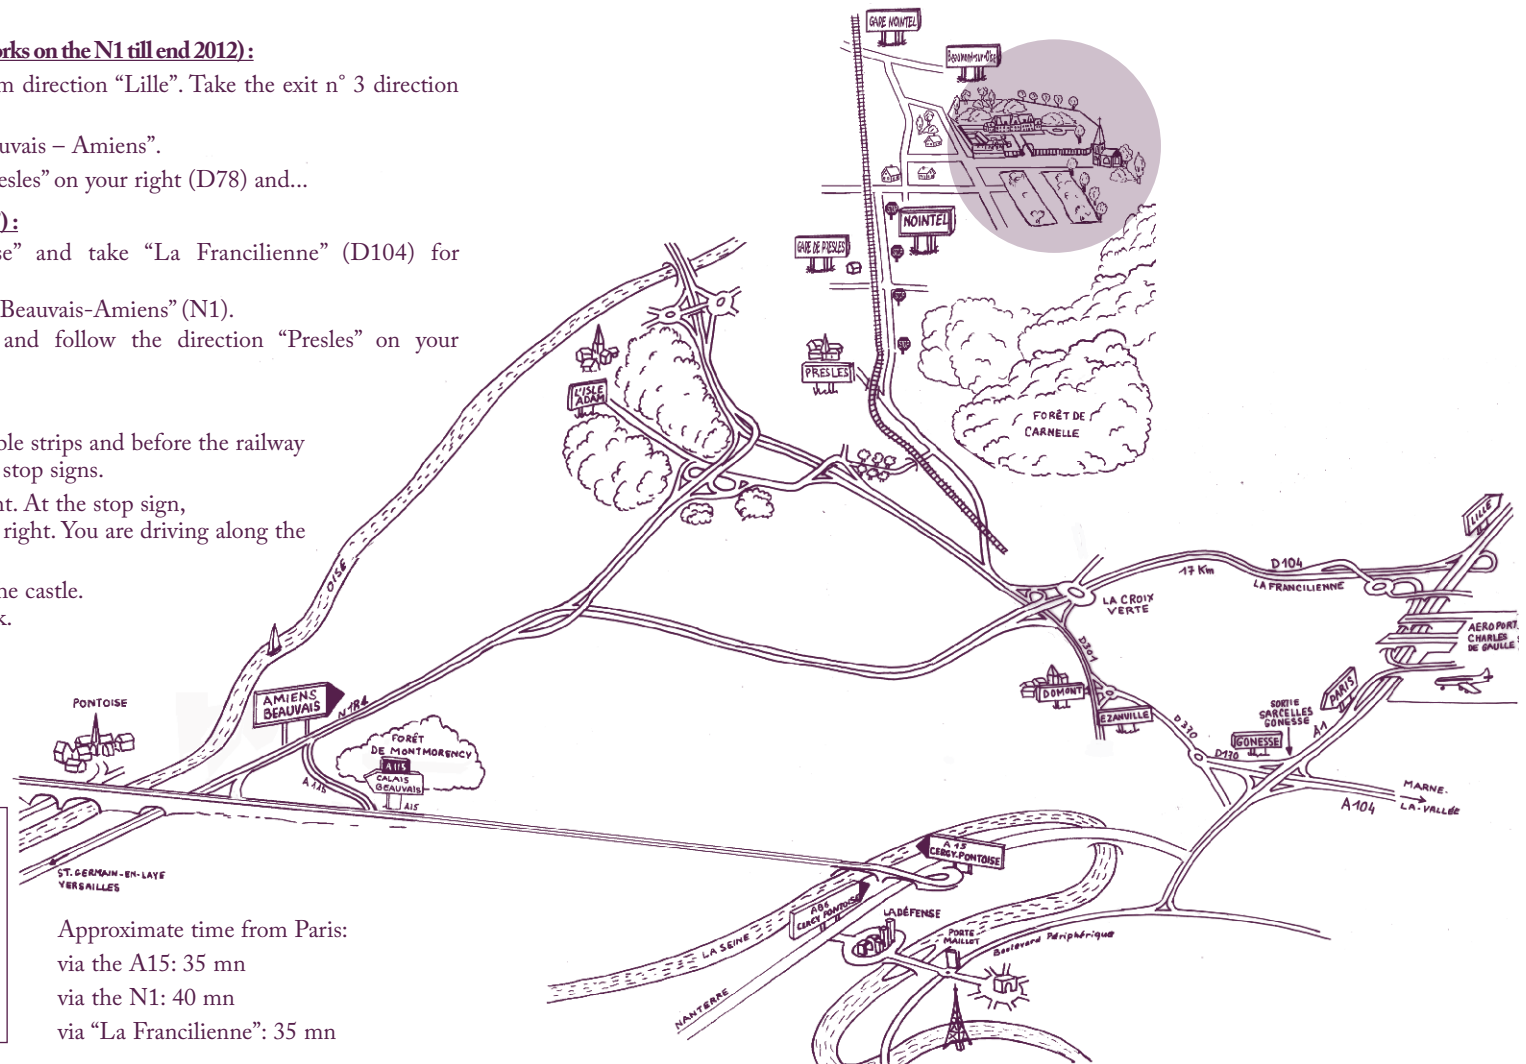 orks on the N1 till end 2012) :
m direction “Lille”. Take the exit n° 3 direction
uvais – Amiens”.
esles” on your right (D78) and...
) :
se” and take “La Francilienne” (D104) for
Beauvais-Amiens” (N1).
and follow the direction “Presles” on your
ble strips and before the railway
stop signs.
nt. At the stop sign,
right. You are driving along the
he castle.
k.
Approximate time from Paris:
via the A15: 35 mn
via the N1: 40 mn
via “La Francilienne”: 35 mn
GARE NOINTEL
Beaumont-sur-Oise
NOINTEL
GARE DE PRESLES
PRESLES
FORÊT DE
CARNELLE
L'ISLE
ADAM
OISE
LILLE
D104
17 Km
LA FRANCILIENNE
LA CROIX
VERTE
AEROPORT
CHARLES
DE GAULLE
D301
DOMONT
EZANVILLE
D370
PARIS
SORTIE
SARCELLES
GONESSE
A1
GONESSE
D170
MARNE-
LA-VALLÉE
A104
PONTOISE
AMIENS
BEAUVAIS
N184
FORÊT
DE MONTMORENCY
A115
CALAIS
BEAUVAIS
A15
A115
ST. GERMAIN-EN-LAYE
VERSAILLES
A 15
CERGY-PONTOISE
A86
CERGY PONTOISE
LA DÉFENSE
PORTE
MAILLOT
Boulevard Périphérique
LA SEINE
NANTERRE